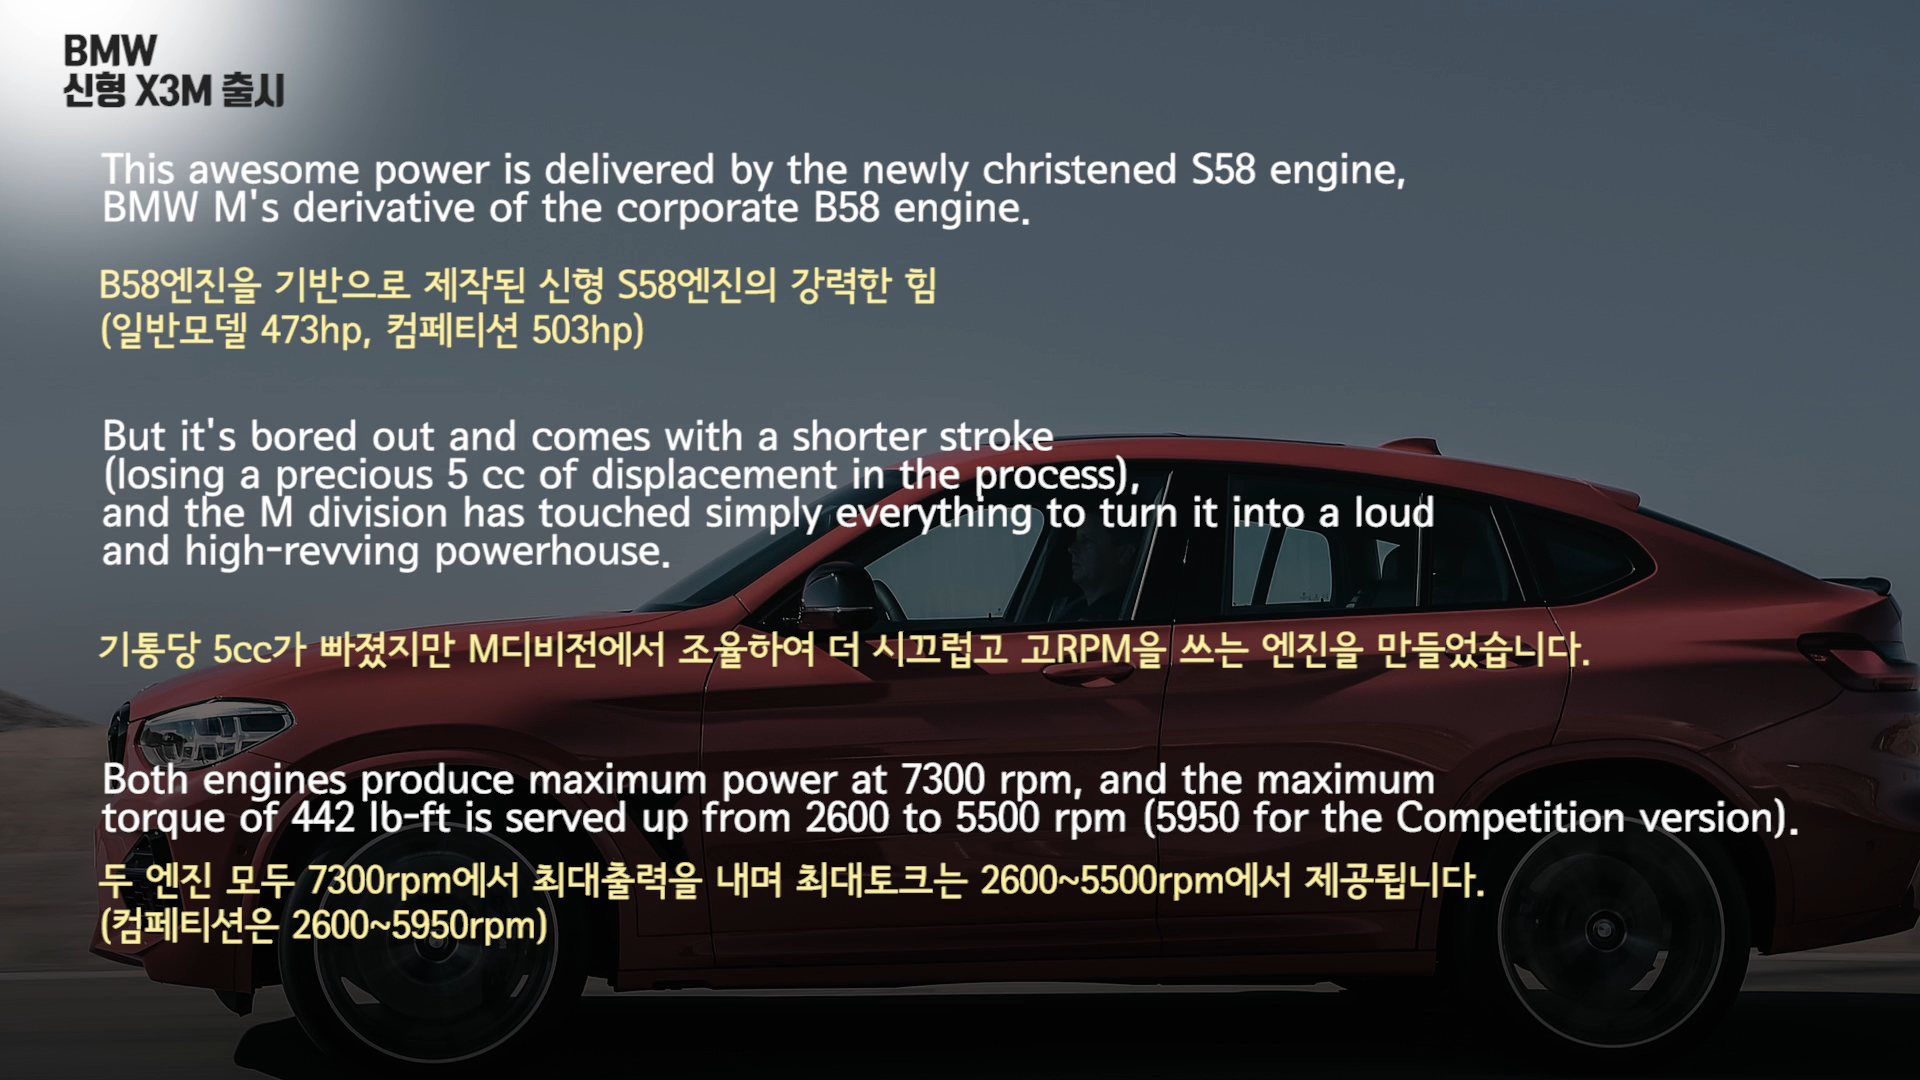 BMW
신형 X3M 출시
This awesome power is delivered by the newly christened S58 engine,
BMW M's derivative of the corporate B58 engine.
B58엔진을 기반으로 제작된 신형 S58엔진의 강력한 힘
(일반모델 473hp, 컴페티션 503hp)
But it's bored out and comes with a shorter stroke
(losing a precious 5 cc of displacement in the process),
and the M division has touched simply everything to turn it into a loud
and high-revving powerhouse.
기통당 5cc가 빠졌지만 M디비전에서 조율하여 더 시끄럽고 고RPM을 쓰는 엔진을 만들었습니다.
Both engines produce maximum power at 7300 rpm, and the maximum
torque of 442 lb-ft is served up from 2600 to 5500 rpm (5950 for the Competition version).
두 엔진 모두 7300rpm에서 최대출력을 내며 최대토크는 2600~5500rpm에서 제공됩니다.
(컴페티션은 2600~5950rpm)